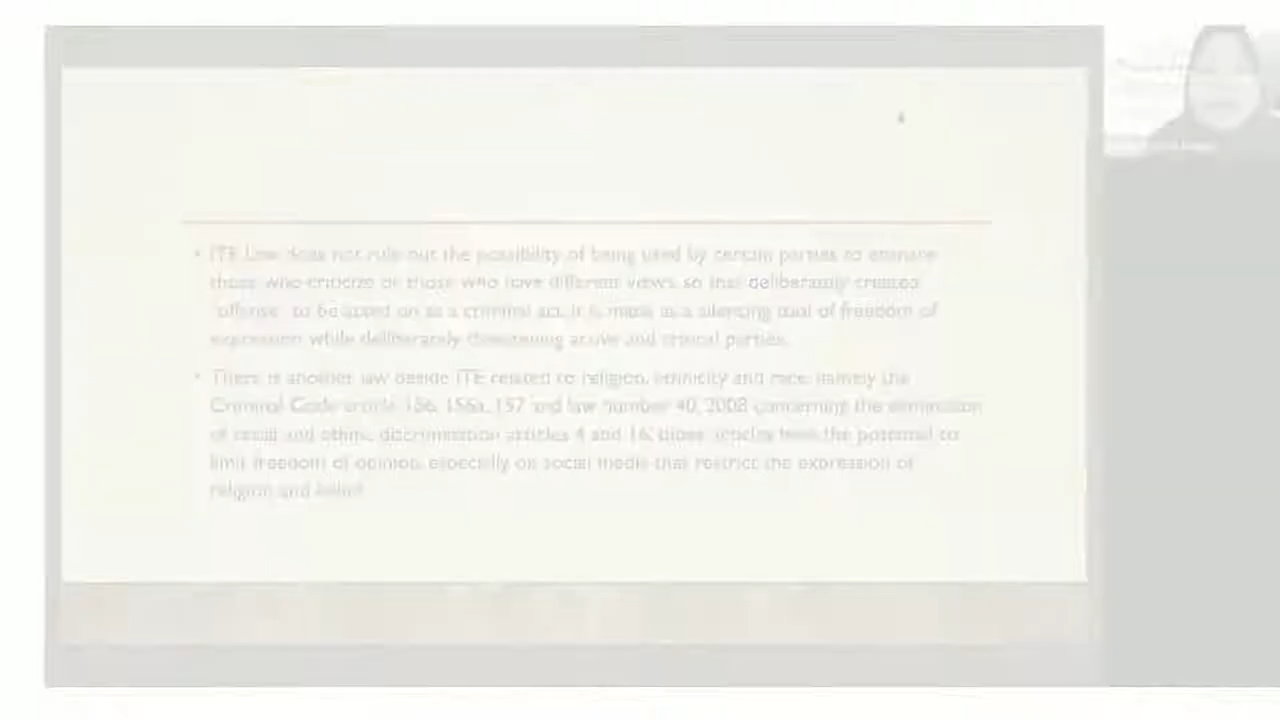 • ITE Law does not rule out the possibility of being used by certain parties to ensnare
those who criticize or those who have different views, so that deliberately created
"offense" to be acted on as a criminal act. It is made as a silencing tool of freedom of
expression while deliberately threatening active and critical parties.
• There is another law beside ITE related to religion, ethnicity and race, namely the
Criminal Code article 156, 156a, 157 and law number 40, 2008 concerning the elimination
of racial and ethnic discrimination articles 4 and 16, those articles have the potential to
limit freedom of opinion, especially on social media that restrict the expression of
religion and belief